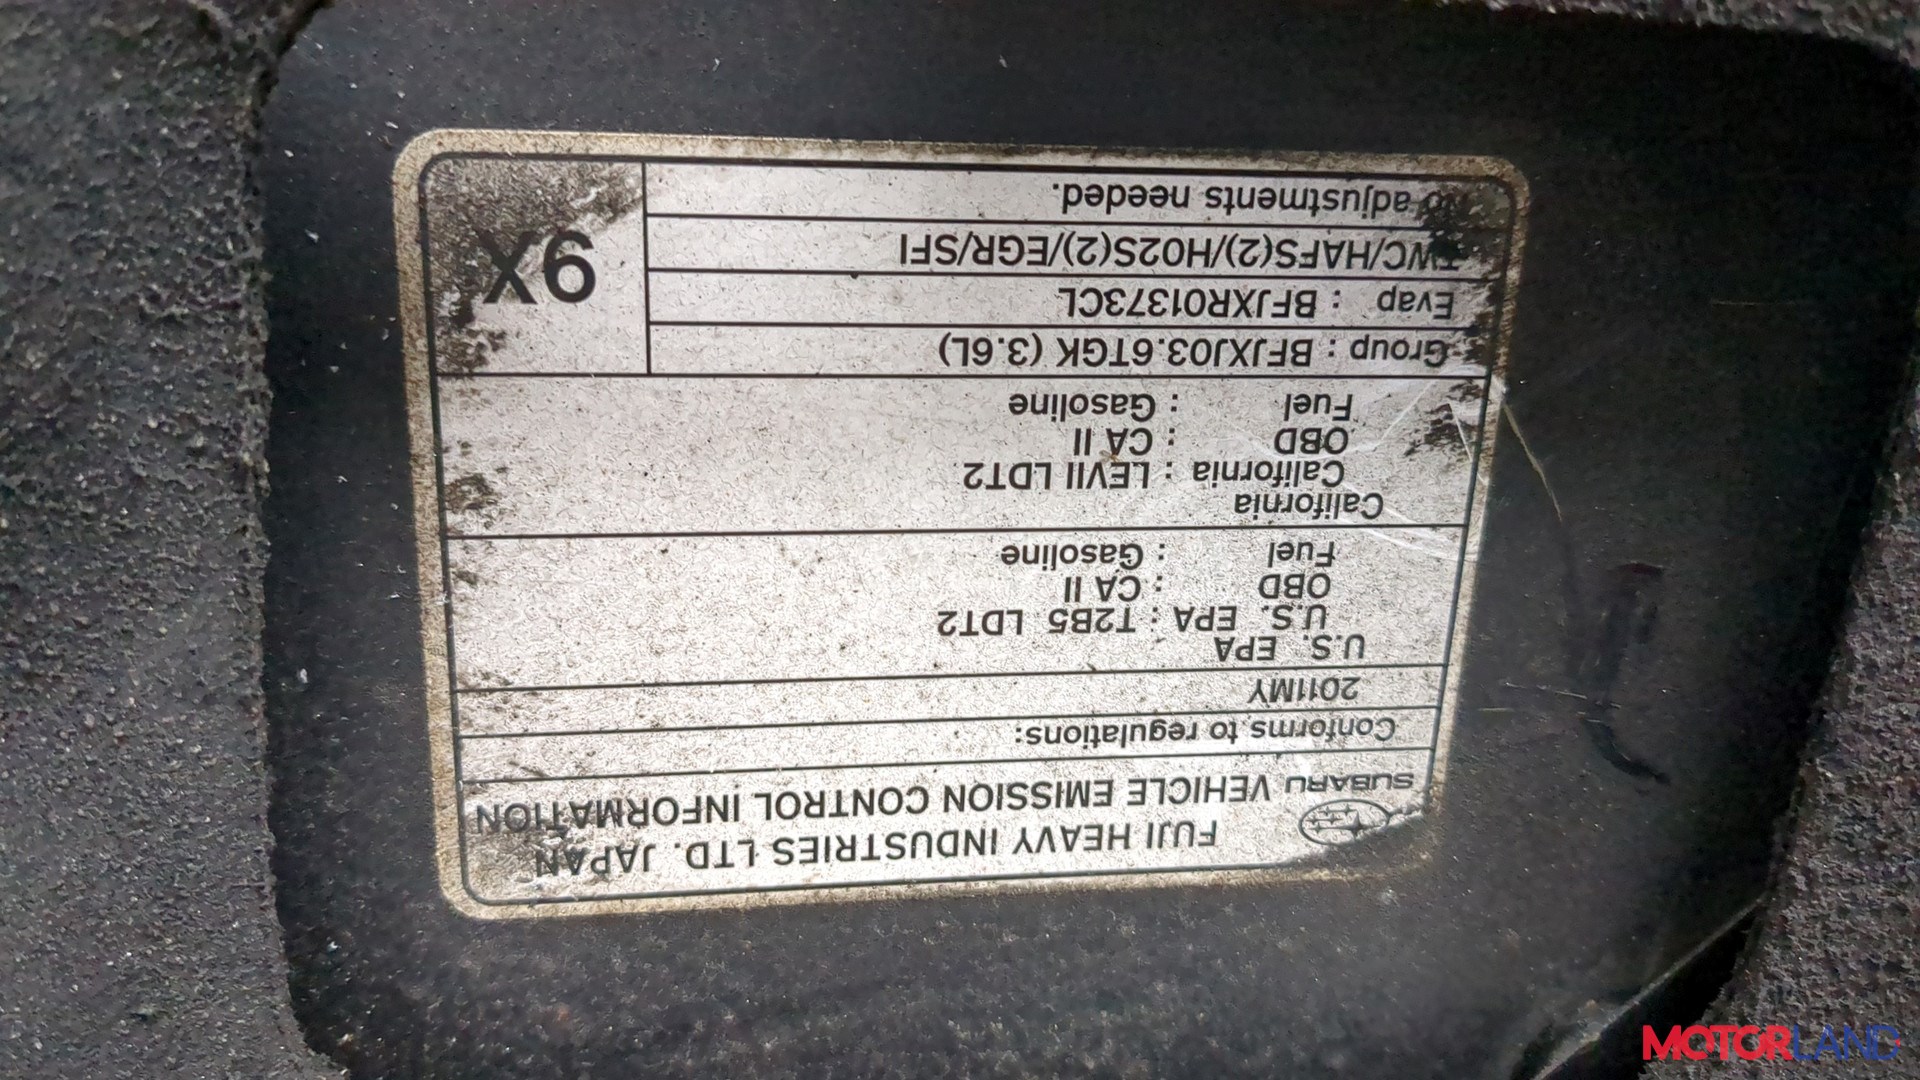 FUJI HEAVY INDUSTRIES LTD. JAPAN
SUBARU VEHICLE EMISSION CONTROL INFORMATION
Conforms to regulations:
2011MY
U.S. EPA
U.S. EPA : T2B5 LDT2
OBD : CA II
Fuel : Gasoline
California
California : LEVII LDT2
OBD : CA II
Fuel : Gasoline
Group : BFJXJ03.6TGK (3.6L)
Evap : BFJXR01373CL
TWC/HAFS(2)/HO2S(2)/EGR/SFI
No adjustments needed.
9X
MOTORLAND